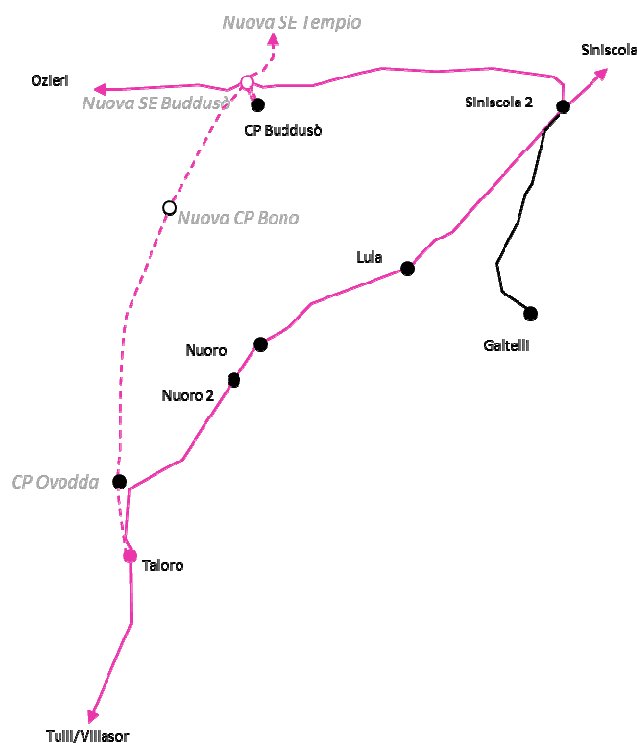 Nuova SE Tempio
Siniscola
Ozieri
Nuova SE Buddusò
Siniscola 2
CP Buddusò
Nuova CP Bono
Lula
Galtellì
Nuoro
Nuoro 2
CP Ovodda
Taloro
Tuili/Villasor